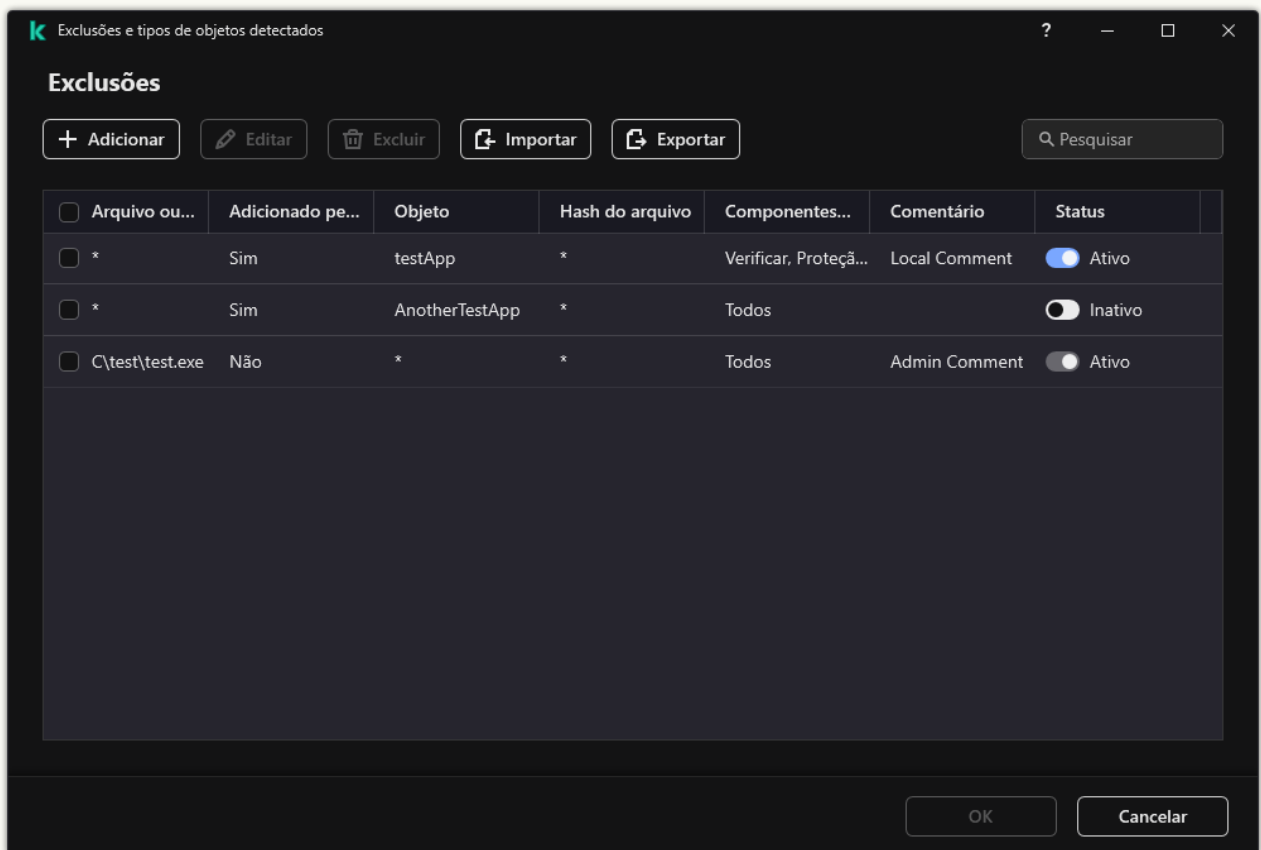 Exclusões e tipos de objetos detectados ?
Exclusões
Adicionar Editar Excluir Importar Exportar Pesquisar
Arquivo ou... Adicionado pe... Objeto Hash do arquivo Componentes... Comentário Status
* Sim testApp * Verificar, Proteçã... Local Comment Ativo
* Sim AnotherTestApp * Todos Inativo
C\test\test.exe Não * * Todos Admin Comment Ativo
OK Cancelar